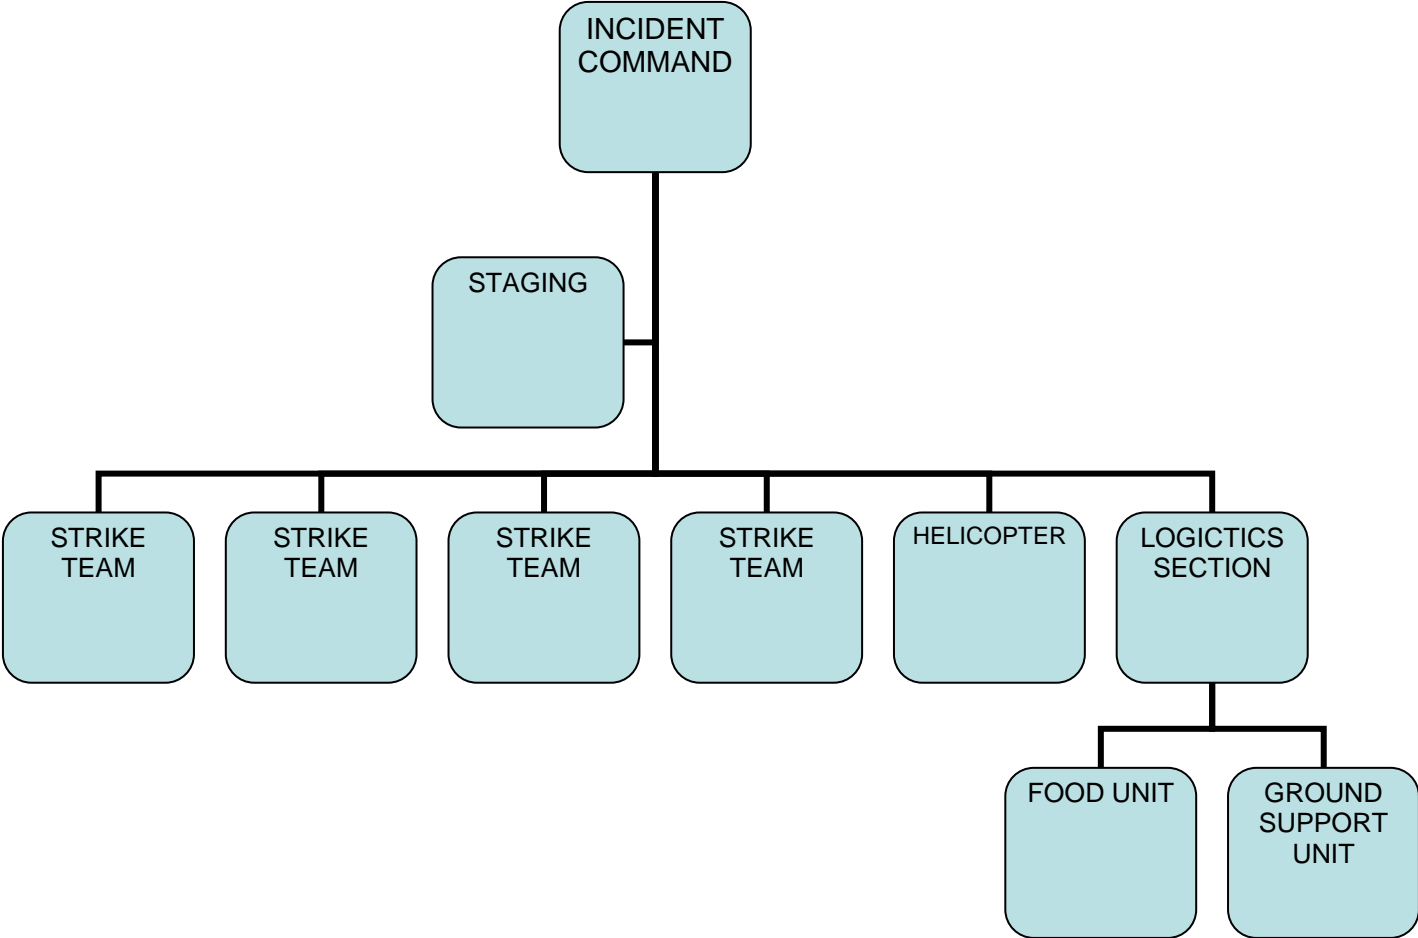 INCIDENT
COMMAND
STAGING
STRIKE
TEAM
STRIKE
TEAM
STRIKE
TEAM
STRIKE
TEAM
HELICOPTER
LOGICTICS
SECTION
FOOD UNIT
GROUND
SUPPORT
UNIT